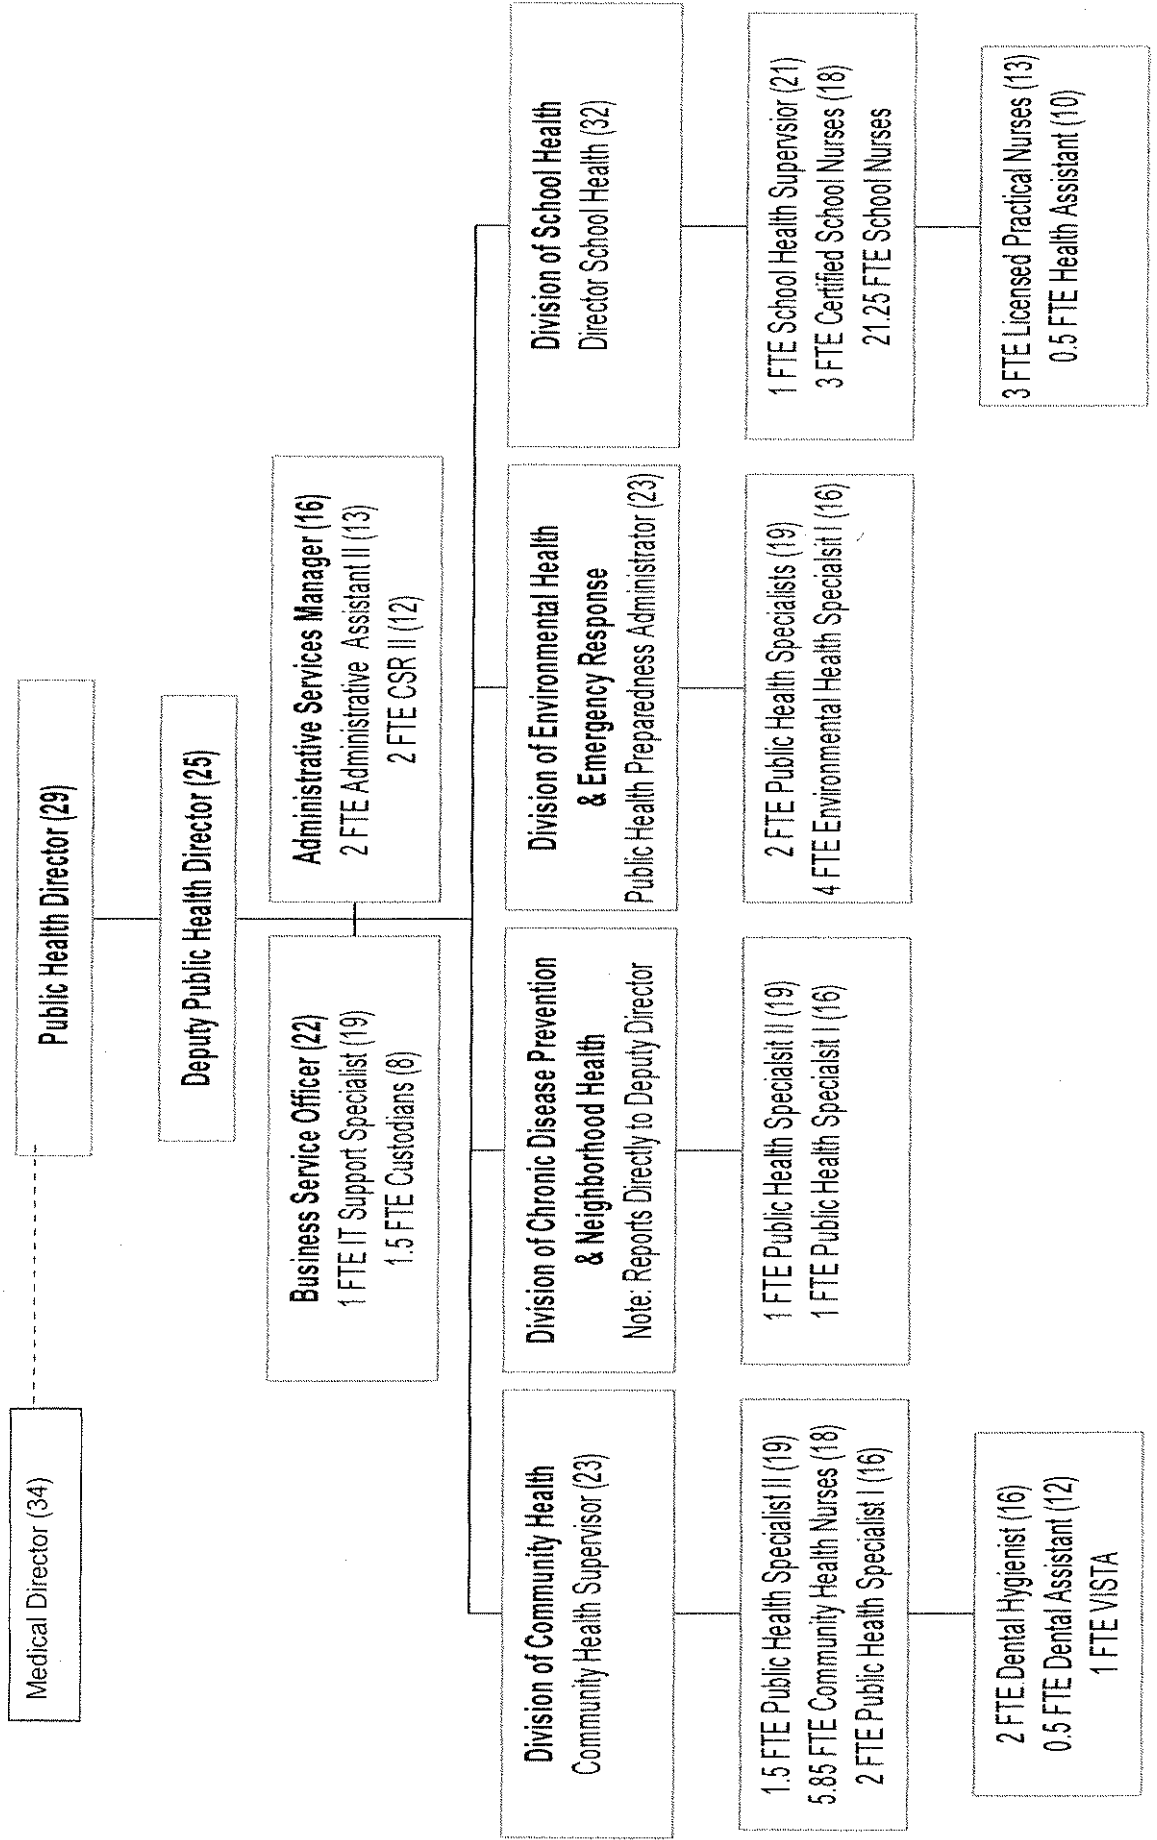 Medical Director (34)
Public Health Director (29)
Deputy Public Health Director (25)
Business Service Officer (22)
1 FTE IT Support Specialist (19)
1.5 FTE Custodians (8)
Administrative Services Manager (16)
2 FTE Administrative Assistant II (13)
2 FTE CSR II (12)
Division of Community Health
Community Health Supervisor (23)
Division of Chronic Disease Prevention
& Neighborhood Health
Note: Reports Directly to Deputy Director
Division of Environmental Health
& Emergency Response
Public Health Preparedness Administrator (23)
Division of School Health
Director School Health (32)
1.5 FTE Public Health Specialist II (19)
5.85 FTE Community Health Nurses (18)
2 FTE Public Health Specialist I (16)
1 FTE Public Health Specialsit II (19)
1 FTE Public Health Specialsit I (16)
2 FTE Public Health Specialists (19)
4 FTE Environmental Health Specialsit I (16)
1 FTE School Health Supervsior (21)
3 FTE Certified School Nurses (18)
21.25 FTE School Nurses
2 FTE Dental Hygienist (16)
0.5 FTE Dental Assistant (12)
1 FTE VISTA
3 FTE Licensed Practical Nurses (13)
0.5 FTE Health Assistant (10)